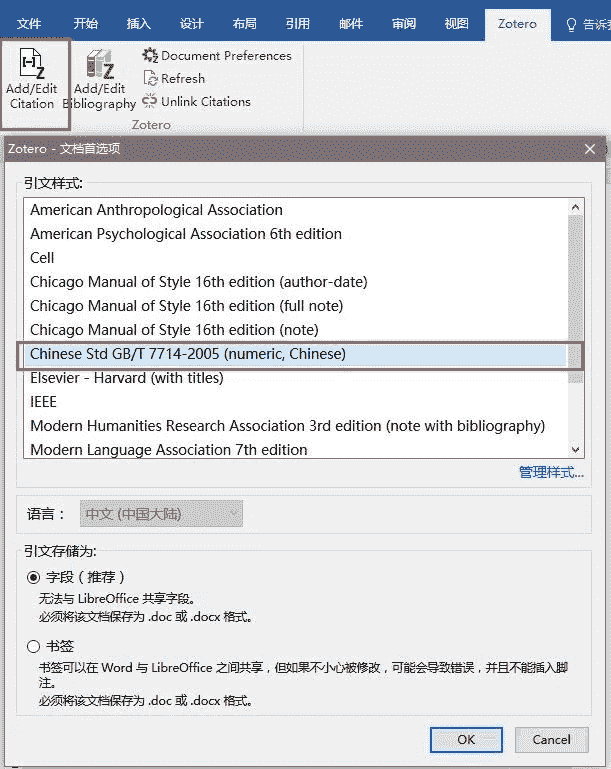 文件 开始 插入 设计 布局 引用 邮件 审阅 视图 Zotero 告诉我
Add/Edit Citation
Add/Edit Bibliography
Document Preferences
Refresh
Unlink Citations
Zotero
Zotero - 文档首选项
引文样式:
American Anthropological Association
American Psychological Association 6th edition
Cell
Chicago Manual of Style 16th edition (author-date)
Chicago Manual of Style 16th edition (full note)
Chicago Manual of Style 16th edition (note)
Chinese Std GB/T 7714-2005 (numeric, Chinese)
Elsevier - Harvard (with titles)
IEEE
Modern Humanities Research Association 3rd edition (note with bibliography)
Modern Language Association 7th edition
管理样式...
语言： 中文 (中国大陆)
引文存储为:
字段（推荐）
无法与 LibreOffice 共享字段。
必须将该文档保存为 .doc 或 .docx 格式。
书签
书签可以在 Word 与 LibreOffice 之间共享，但如果不小心被修改，可能会导致错误，并且不能插入脚
注。
必须将该文档保存为 .doc 或 .docx 格式。
OK Cancel